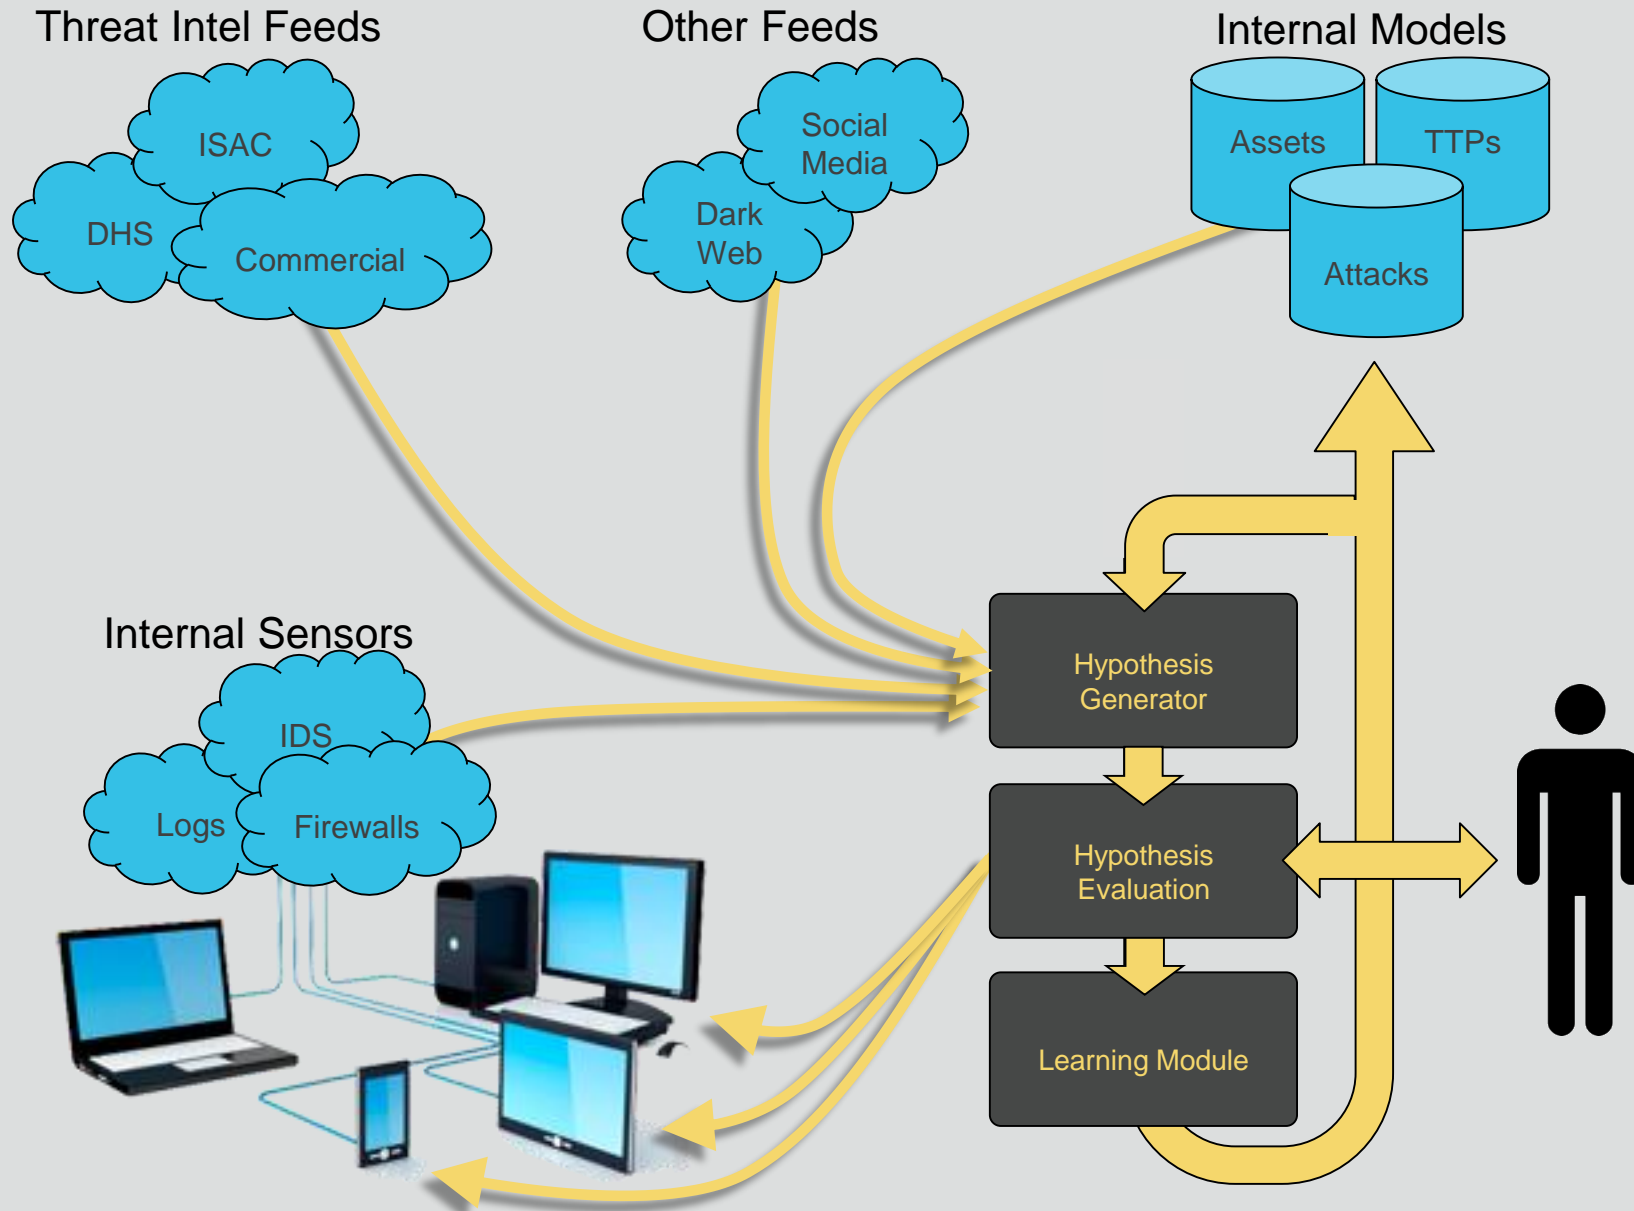 Threat Intel Feeds
ISAC
DHS
Commercial
Other Feeds
Social
Media
Dark
Web
Internal Models
Assets
TTPs
Attacks
Internal Sensors
IDS
Logs
Firewalls
Hypothesis
Generator
Hypothesis
Evaluation
Learning Module